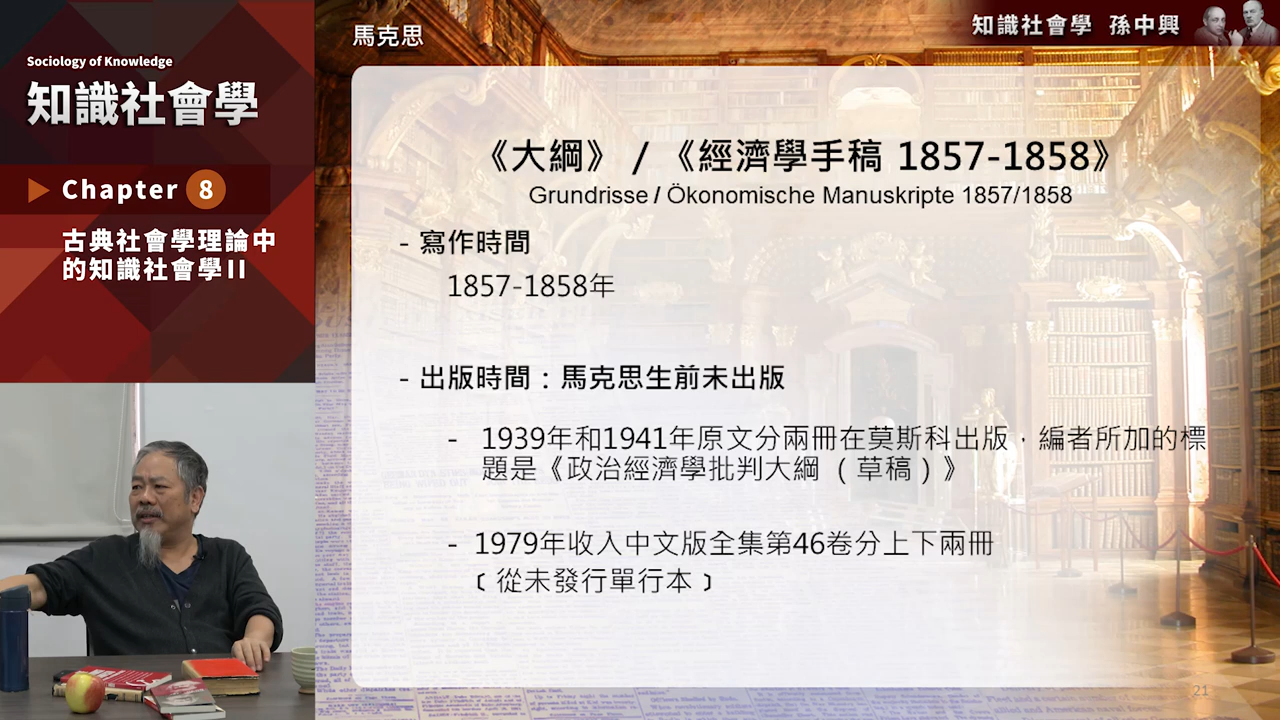 Sociology of Knowledge
知識社會學
Chapter 8
古典社會學理論中
的知識社會學II
馬克思
知識社會學 孫中興
《大綱》 / 《經濟學手稿 1857-1858》
Grundrisse / Ökonomische Manuskripte 1857/1858
- 寫作時間
1857-1858年
- 出版時間：馬克思生前未出版
- 1939年和1941年原文分兩冊在莫斯科出版，編者所加的標
題是《政治經濟學批判大綱 （草稿）》
- 1979年收入中文版全集第46卷分上下兩冊
﹝從未發行單行本﹞
21